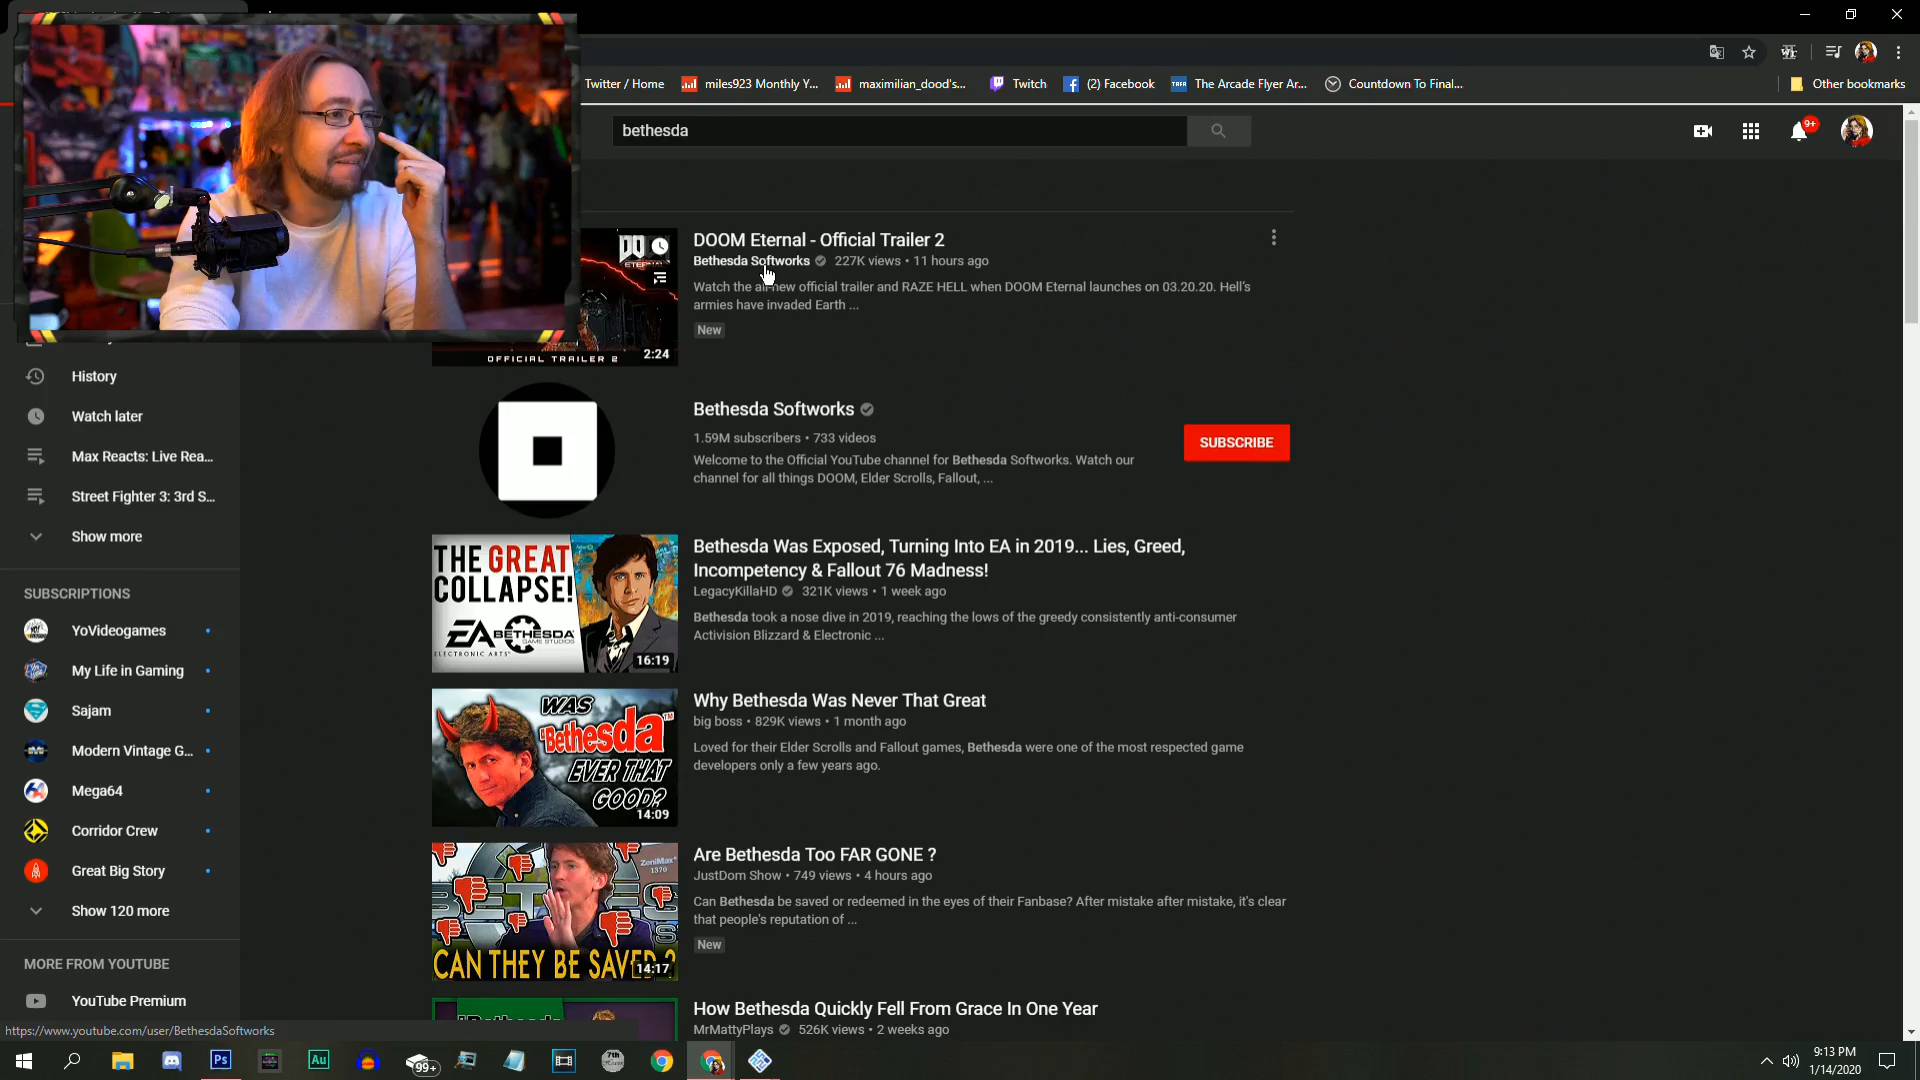 Twitter / Home
miles923 Monthly Y...
maximilian_dood's...
Twitch
(2) Facebook
The Arcade Flyer Ar...
Countdown To Final...
Other bookmarks
bethesda
9+
DOOM Eternal - Official Trailer 2
Bethesda Softworks 227K views • 11 hours ago
Watch the all-new official trailer and RAZE HELL when DOOM Eternal launches on 03.20.20. Hell's
armies have invaded Earth ...
New
ETERNAL
OFFICIAL TRAILER 2
2:24
History
Watch later
Max Reacts: Live Rea...
Street Fighter 3: 3rd S...
Show more
SUBSCRIPTIONS
YoVideogames
My Life in Gaming
Sajam
Modern Vintage G...
Mega64
Corridor Crew
Great Big Story
Show 120 more
MORE FROM YOUTUBE
YouTube Premium
Bethesda Softworks
1.59M subscribers • 733 videos
Welcome to the Official YouTube channel for Bethesda Softworks. Watch our
channel for all things DOOM, Elder Scrolls, Fallout, ...
SUBSCRIBE
THE GREAT
COLLAPSE!
EA
ELECTRONIC ARTS
BETHESDA
GAME STUDIOS
16:19
Bethesda Was Exposed, Turning Into EA in 2019... Lies, Greed,
Incompetency & Fallout 76 Madness!
LegacyKillaHD 321K views • 1 week ago
Bethesda took a nose dive in 2019, reaching the lows of the greedy consistently anti-consumer
Activision Blizzard & Electronic ...
WAS
Bethesda
EVER THAT
GOOD?
14:09
Why Bethesda Was Never That Great
big boss • 829K views • 1 month ago
Loved for their Elder Scrolls and Fallout games, Bethesda were one of the most respected game
developers only a few years ago.
ZeniMax
1370
CAN THEY BE SAVED?
14:17
Are Bethesda Too FAR GONE ?
JustDom Show • 749 views • 4 hours ago
Can Bethesda be saved or redeemed in the eyes of their Fanbase? After mistake after mistake, it's clear
that people's reputation of ...
New
How Bethesda Quickly Fell From Grace In One Year
MrMattyPlays 526K views • 2 weeks ago
https://www.youtube.com/user/BethesdaSoftworks
Ps
Au
99+
7th
9:13 PM
1/14/2020